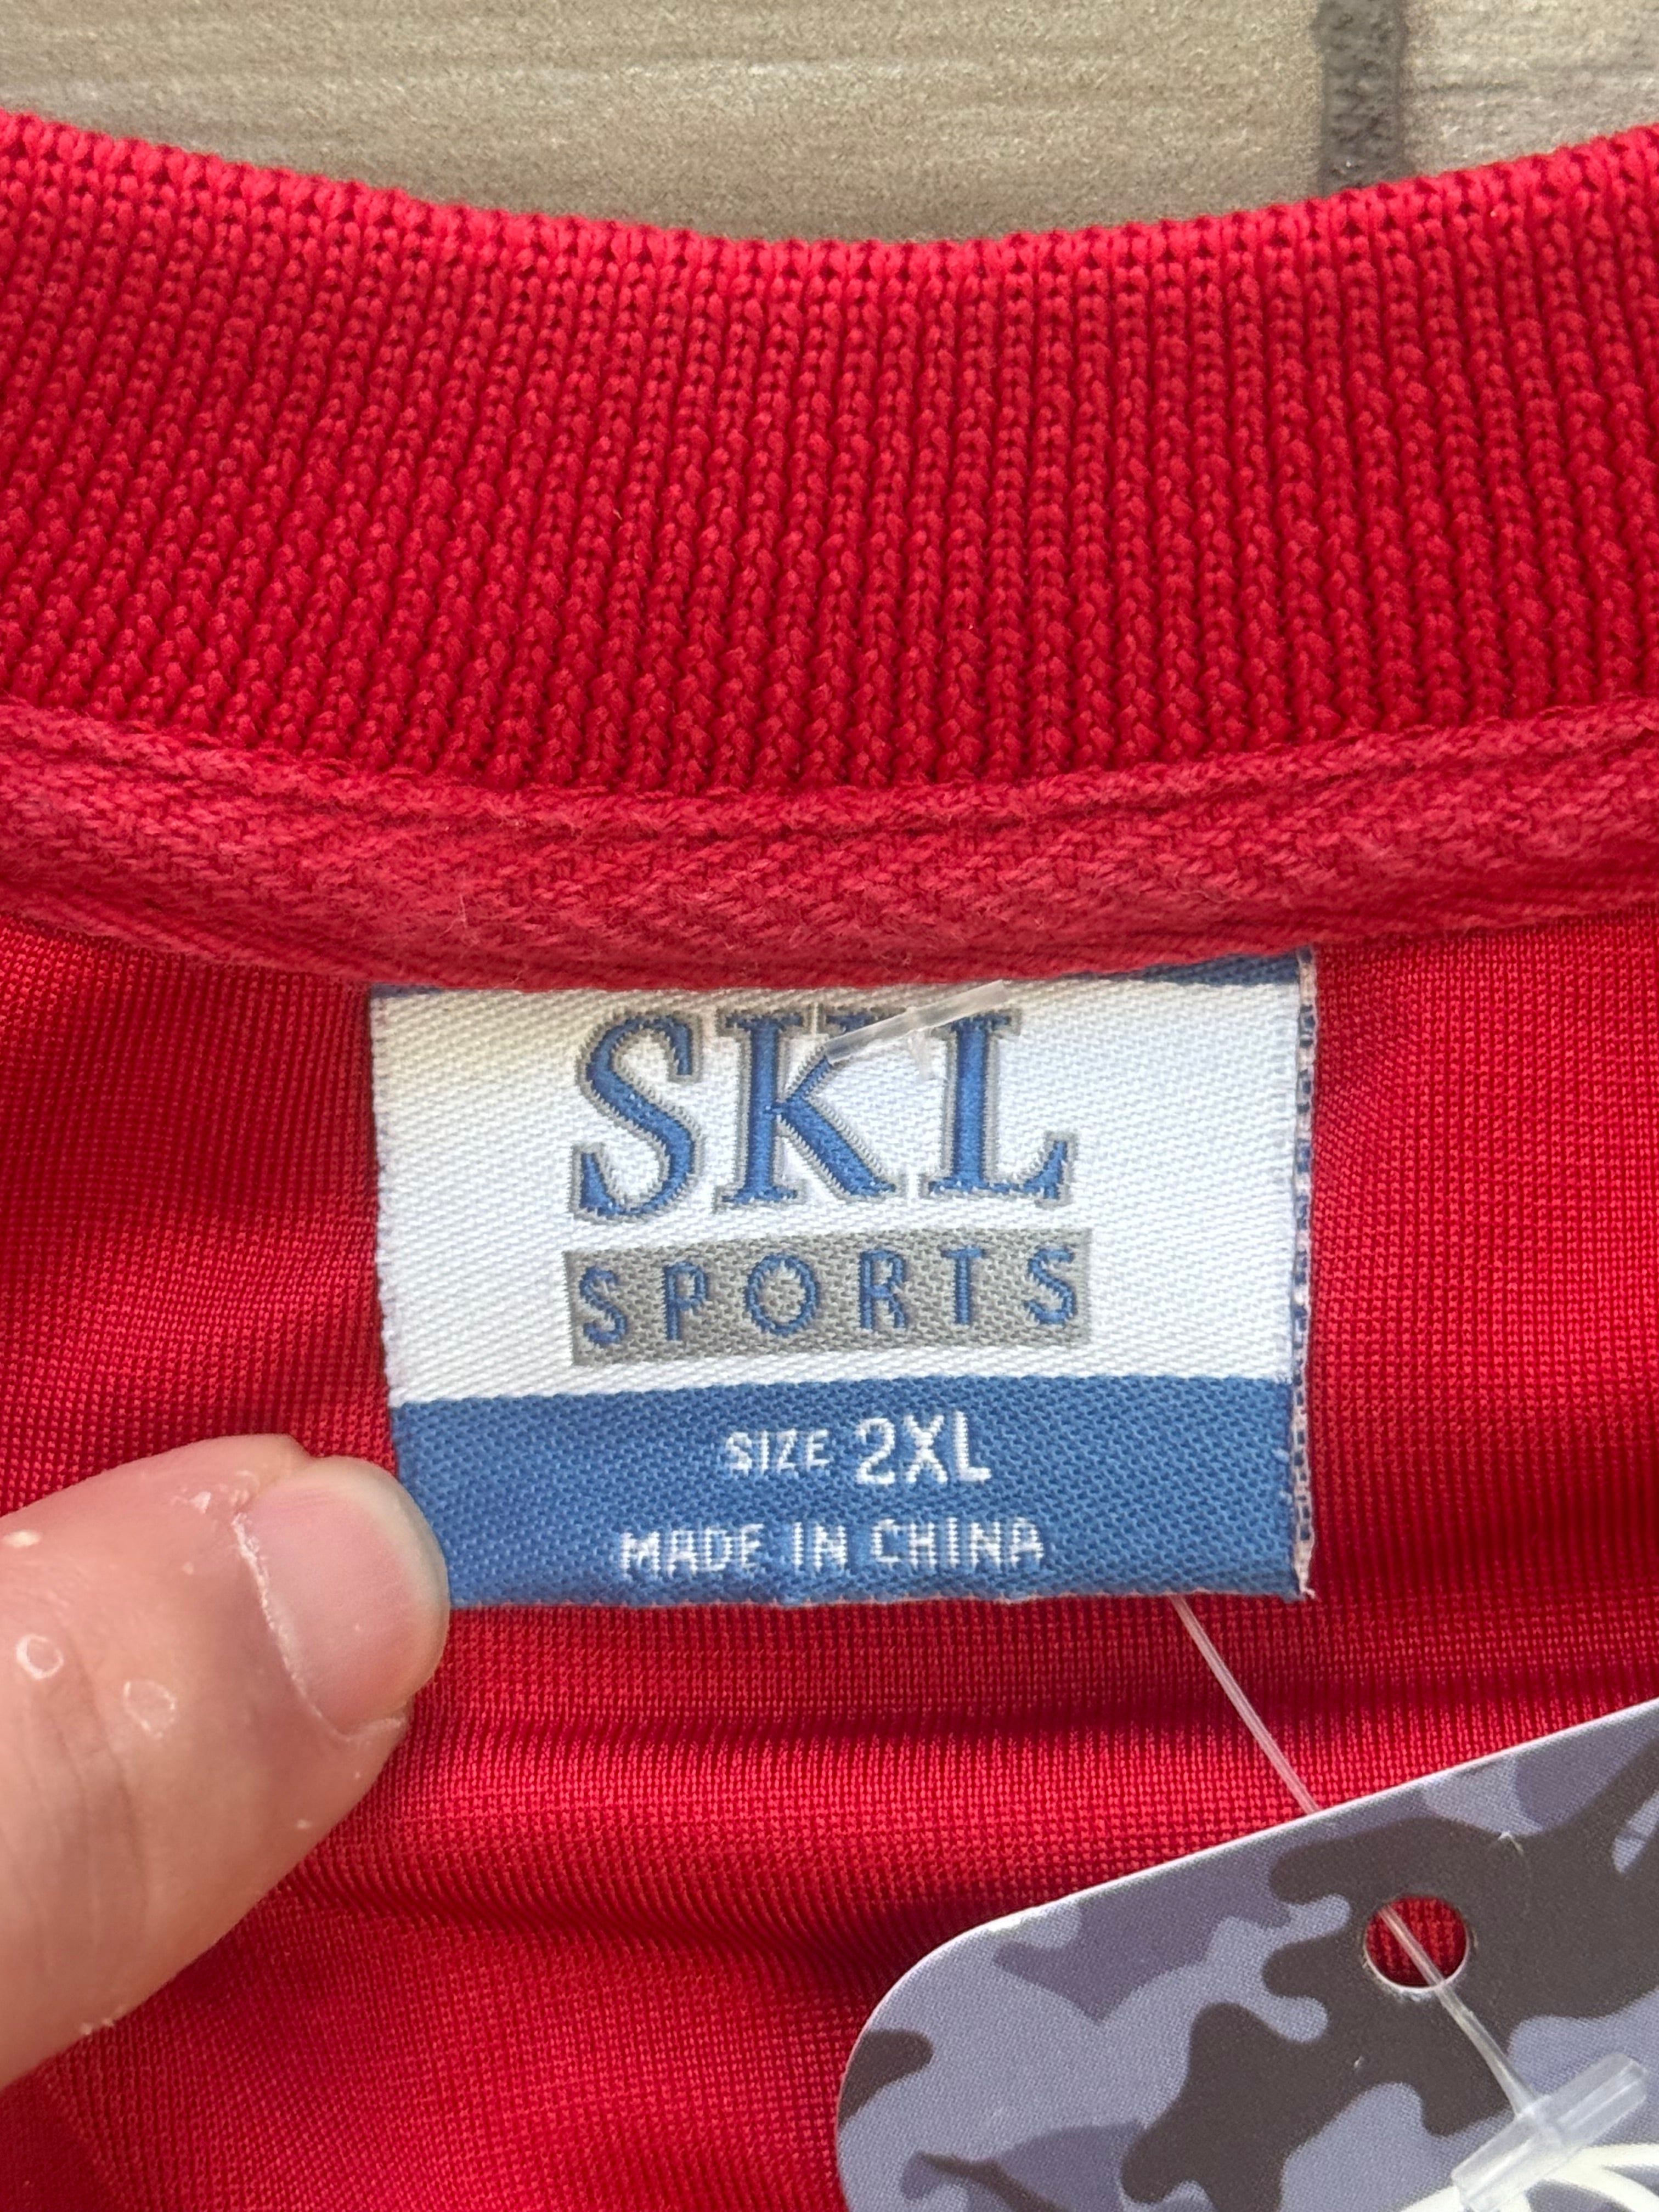 SKL
SPORTS
SIZE 2XL
MADE IN CHINA